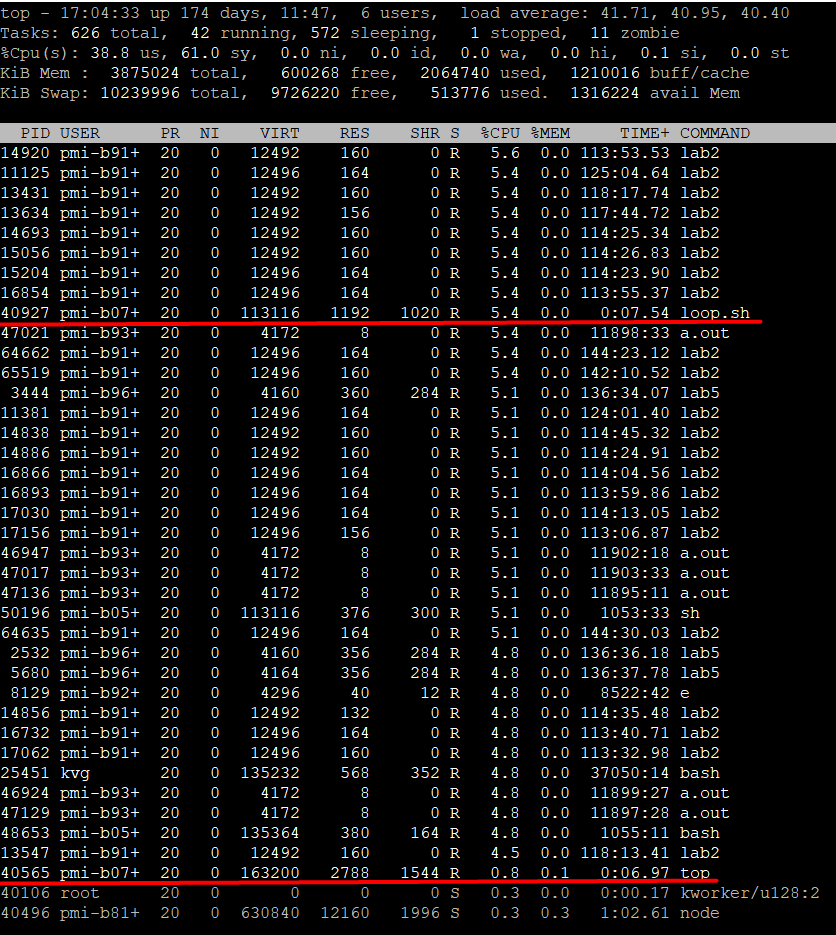 top - 17:04:33 up 174 days, 11:47,  6 users,  load average: 41.71, 40.95, 40.40
Tasks: 626 total,  42 running, 572 sleeping,   1 stopped,  11 zombie
%Cpu(s): 38.8 us, 61.0 sy,  0.0 ni,  0.0 id,  0.0 wa,  0.0 hi,  0.1 si,  0.0 st
KiB Mem :  3875024 total,   600268 free,  2064740 used,  1210016 buff/cache
KiB Swap: 10239996 total,  9726220 free,   513776 used.  1316224 avail Mem
PID USER PR NI VIRT RES SHR S %CPU %MEM TIME+ COMMAND
14920 pmi-b91+ 20 0 12492 160 0 R 5.6 0.0 113:53.53 lab2
11125 pmi-b91+ 20 0 12496 164 0 R 5.4 0.0 125:04.64 lab2
13431 pmi-b91+ 20 0 12492 160 0 R 5.4 0.0 118:17.74 lab2
13634 pmi-b91+ 20 0 12492 156 0 R 5.4 0.0 117:44.72 lab2
14693 pmi-b91+ 20 0 12492 160 0 R 5.4 0.0 114:25.34 lab2
15056 pmi-b91+ 20 0 12492 160 0 R 5.4 0.0 114:26.83 lab2
15204 pmi-b91+ 20 0 12496 164 0 R 5.4 0.0 114:23.90 lab2
16854 pmi-b91+ 20 0 12492 160 0 R 5.4 0.0 113:55.37 lab2
40927 pmi-b07+ 20 0 113116 1192 1020 R 5.4 0.0 0:07.54 loop.sh
47021 pmi-b93+ 20 0 4172 8 0 R 5.4 0.0 11898:33 a.out
64662 pmi-b91+ 20 0 12496 164 0 R 5.4 0.0 144:23.12 lab2
65519 pmi-b91+ 20 0 12492 160 0 R 5.4 0.0 142:10.52 lab2
3444 pmi-b96+ 20 0 4160 360 284 R 5.1 0.0 136:34.07 lab5
11381 pmi-b91+ 20 0 12496 164 0 R 5.1 0.0 124:01.40 lab2
14838 pmi-b91+ 20 0 12492 160 0 R 5.1 0.0 114:45.32 lab2
14886 pmi-b91+ 20 0 12492 160 0 R 5.1 0.0 114:24.91 lab2
16866 pmi-b91+ 20 0 12496 164 0 R 5.1 0.0 114:04.56 lab2
16893 pmi-b91+ 20 0 12496 164 0 R 5.1 0.0 113:59.86 lab2
17030 pmi-b91+ 20 0 12496 164 0 R 5.1 0.0 114:13.05 lab2
17156 pmi-b91+ 20 0 12496 156 0 R 5.1 0.0 113:06.87 lab2
46947 pmi-b93+ 20 0 4172 8 0 R 5.1 0.0 11902:18 a.out
47017 pmi-b93+ 20 0 4172 8 0 R 5.1 0.0 11903:33 a.out
47136 pmi-b93+ 20 0 4172 8 0 R 5.1 0.0 11895:11 a.out
50196 pmi-b05+ 20 0 113116 376 300 R 5.1 0.0 1053:33 sh
64635 pmi-b91+ 20 0 12496 164 0 R 5.1 0.0 144:30.03 lab2
2532 pmi-b96+ 20 0 4160 356 284 R 4.8 0.0 136:36.18 lab5
5680 pmi-b96+ 20 0 4164 356 284 R 4.8 0.0 136:37.78 lab5
8129 pmi-b92+ 20 0 4296 40 12 R 4.8 0.0 8522:42 e
14856 pmi-b91+ 20 0 12492 132 0 R 4.8 0.0 114:35.48 lab2
16732 pmi-b91+ 20 0 12496 164 0 R 4.8 0.0 113:40.71 lab2
17062 pmi-b91+ 20 0 12496 160 0 R 4.8 0.0 113:32.98 lab2
25451 kvg 20 0 135232 568 352 R 4.8 0.0 37050:14 bash
46924 pmi-b93+ 20 0 4172 8 0 R 4.8 0.0 11899:27 a.out
47129 pmi-b93+ 20 0 4172 8 0 R 4.8 0.0 11897:28 a.out
48653 pmi-b05+ 20 0 135364 380 164 R 4.8 0.0 1055:11 bash
13547 pmi-b91+ 20 0 12492 160 0 R 4.5 0.0 118:13.41 lab2
40565 pmi-b07+ 20 0 163200 2788 1544 R 0.8 0.1 0:06.97 top
40106 root 20 0 0 0 0 S 0.3 0.0 0:00.17 kworker/u128:2
40496 pmi-b81+ 20 0 630840 12160 1996 S 0.3 0.3 1:02.61 node